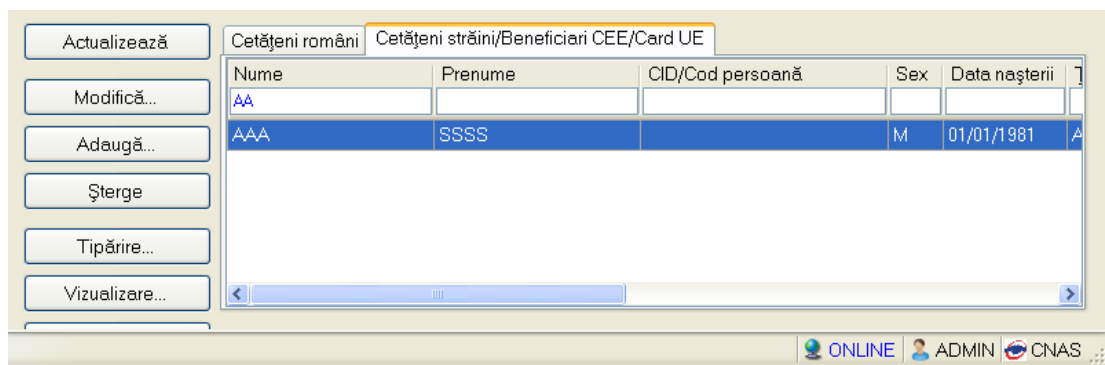 Actualizează
Modifică...
Adaugă...
Şterge
Tipărire...
Vizualizare...
Cetăţeni români Cetăţeni străini/Beneficiari CEE/Card UE
Nume Prenume CID/Cod persoană Sex Data naşterii
AA
AAA SSSS M 01/01/1981 A
ONLINE ADMIN CNAS